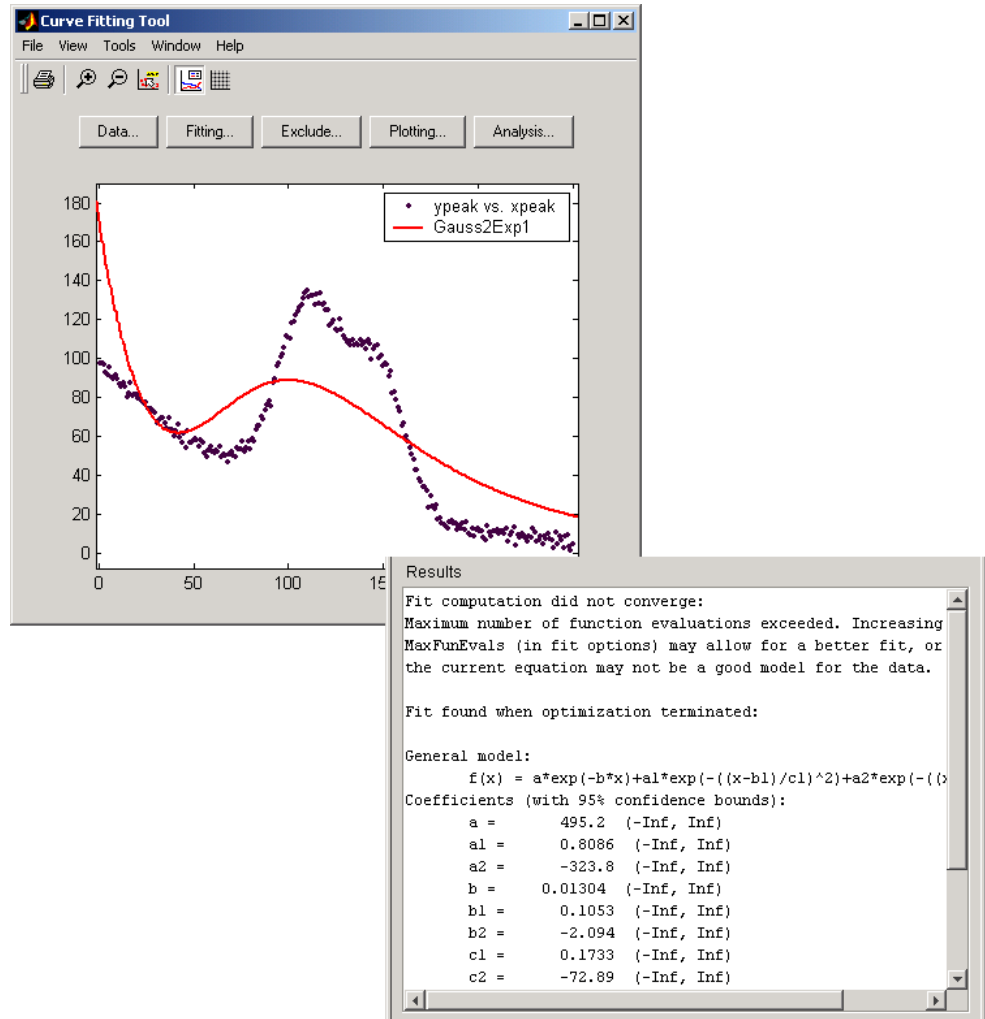 Curve Fitting Tool
File View Tools Window Help
Data... Fitting... Exclude... Plotting... Analysis...
180
160
140
120
100
80
60
40
20
0
0 50 100 15
ypeak vs. xpeak
Gauss2Exp1
Results
Fit computation did not converge:
Maximum number of function evaluations exceeded. Increasing
MaxFunEvals (in fit options) may allow for a better fit, or
the current equation may not be a good model for the data.
Fit found when optimization terminated:
General model:
f(x) = a*exp(-b*x)+a1*exp(-((x-b1)/c1)^2)+a2*exp(-((x
Coefficients (with 95% confidence bounds):
a = 495.2 (-Inf, Inf)
a1 = 0.8086 (-Inf, Inf)
a2 = -323.8 (-Inf, Inf)
b = 0.01304 (-Inf, Inf)
b1 = 0.1053 (-Inf, Inf)
b2 = -2.094 (-Inf, Inf)
c1 = 0.1733 (-Inf, Inf)
c2 = -72.89 (-Inf, Inf)